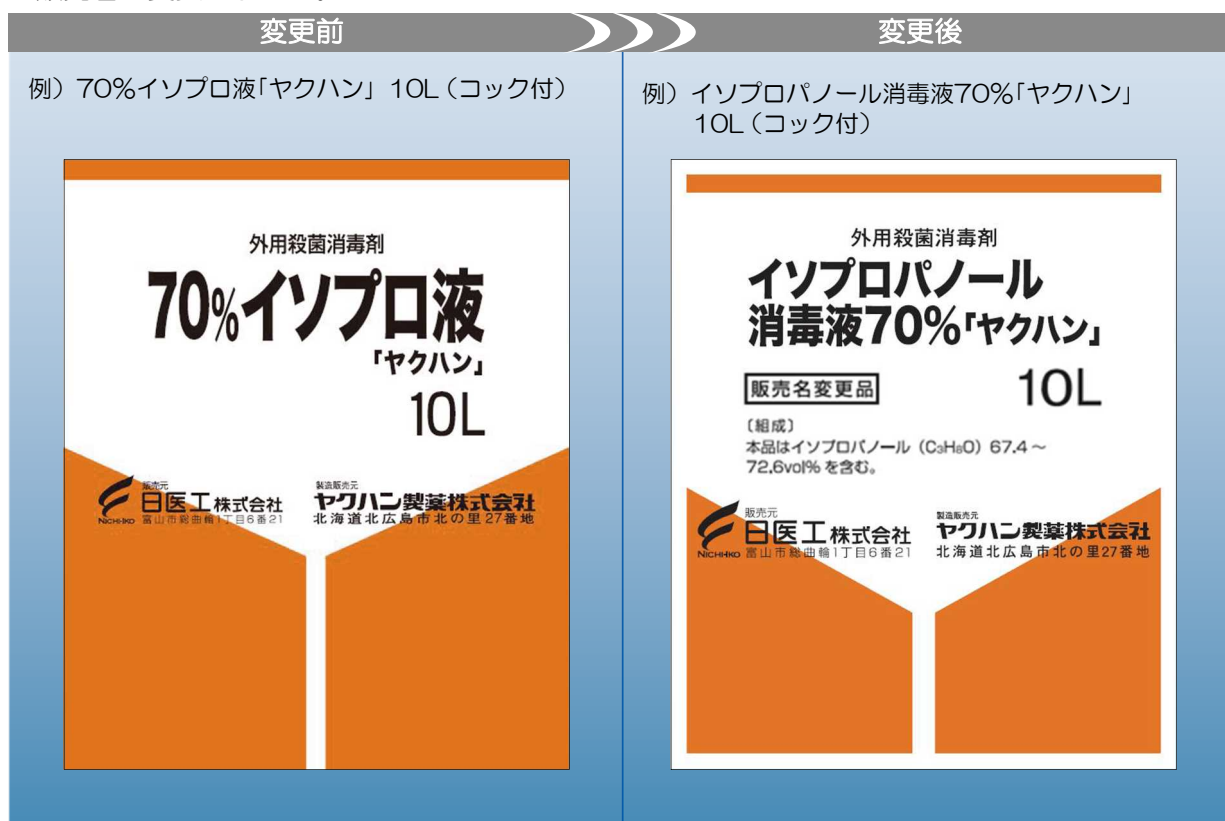 変更前
変更後
例）70％イソプロ液｢ヤクハン」 10L（コック付）
外用殺菌消毒剤
70％イソプロ液
｢ヤクハン｣
10L
販売元
日医工株式会社
NICHI-IKO 富山市総曲輪1丁目6番21
製造販売元
ヤクハン製薬株式会社
北海道北広島市北の里27番地
例）イソプロパノール消毒液70％｢ヤクハン」
10L（コック付）
外用殺菌消毒剤
イソプロパノール
消毒液70％｢ヤクハン｣
販売名変更品
10L
〔組成〕
本品はイソプロパノール（C₃H₈O）67.4～
72.6vol％を含む。
販売元
日医工株式会社
NICHI-IKO 富山市総曲輪1丁目6番21
製造販売元
ヤクハン製薬株式会社
北海道北広島市北の里27番地